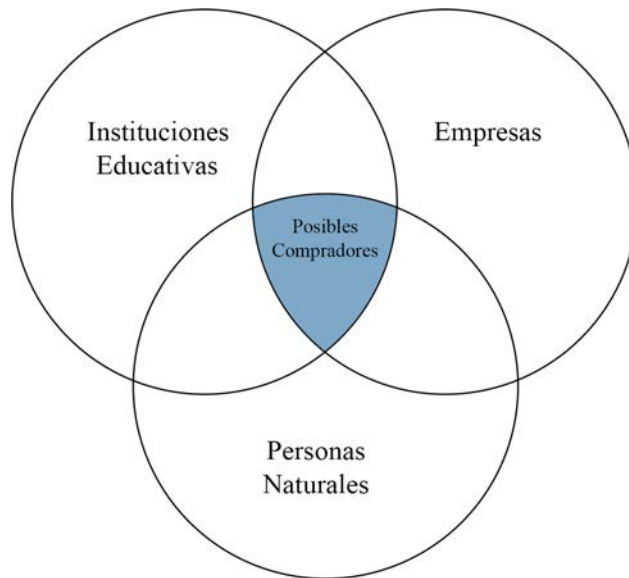 Instituciones
Educativas
Empresas
Posibles
Compradores
Personas
Naturales